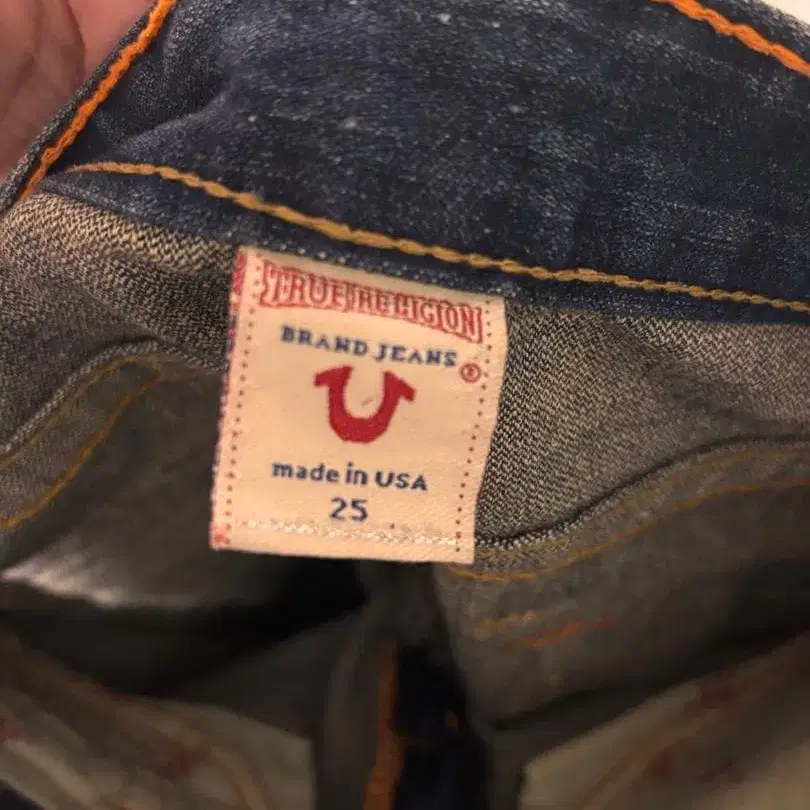 TRUE RELIGION
BRAND JEANS
®
made in USA
25